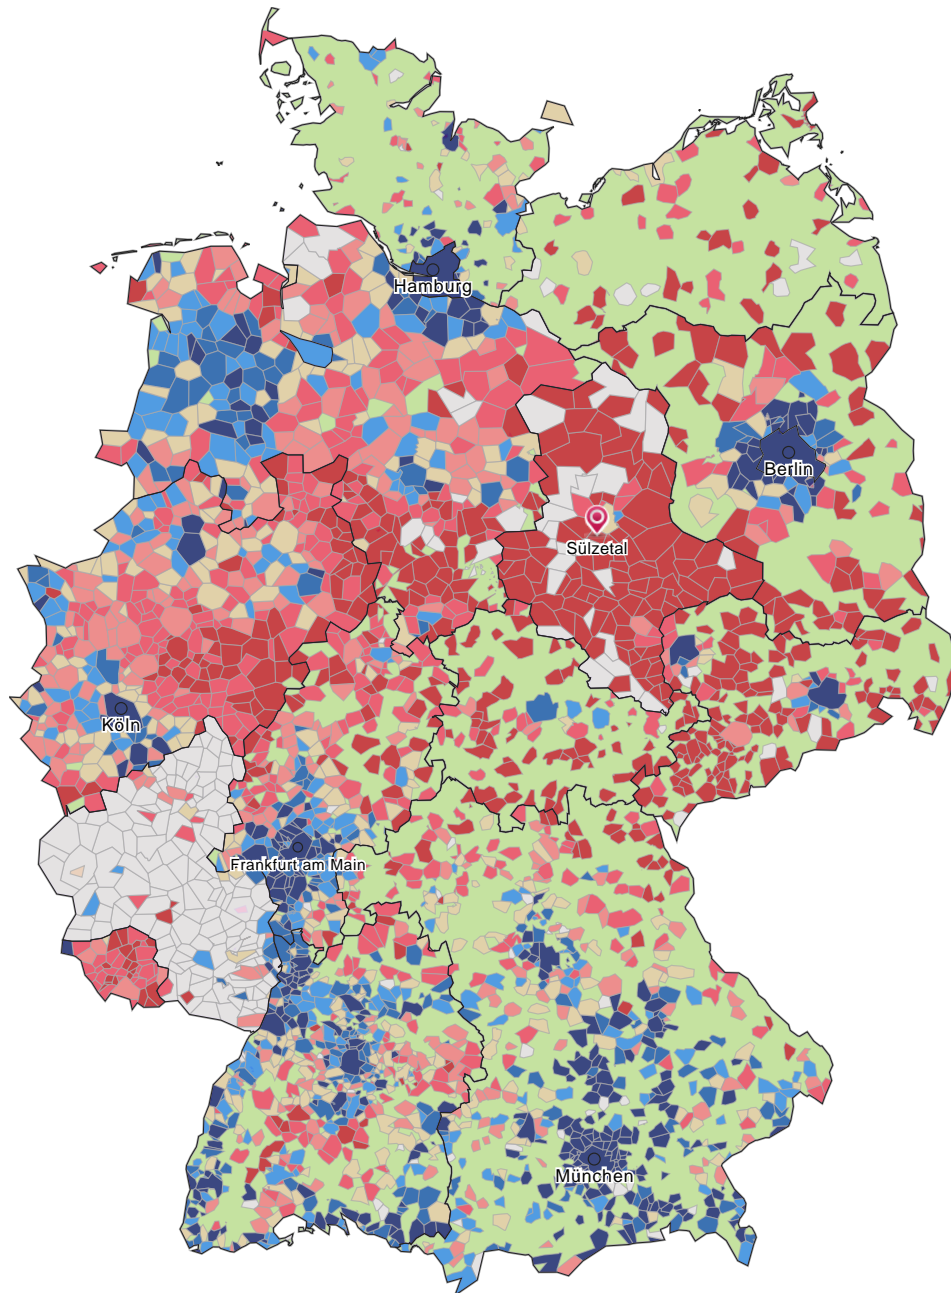 Hamburg
Berlin
Sülzetal
Köln
Frankfurt am Main
München